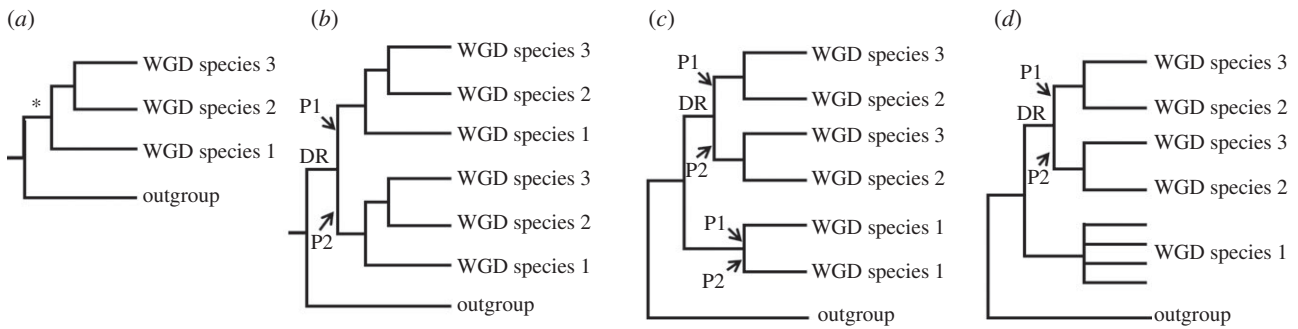 (a)
*
WGD species 3
WGD species 2
WGD species 1
outgroup
(b)
P1
DR
P2
WGD species 3
WGD species 2
WGD species 1
WGD species 3
WGD species 2
WGD species 1
outgroup
(c)
P1
DR
P2
WGD species 3
WGD species 2
WGD species 3
WGD species 2
P1
P2
WGD species 1
WGD species 1
outgroup
(d)
P1
DR
P2
WGD species 3
WGD species 2
WGD species 3
WGD species 2
WGD species 1
outgroup